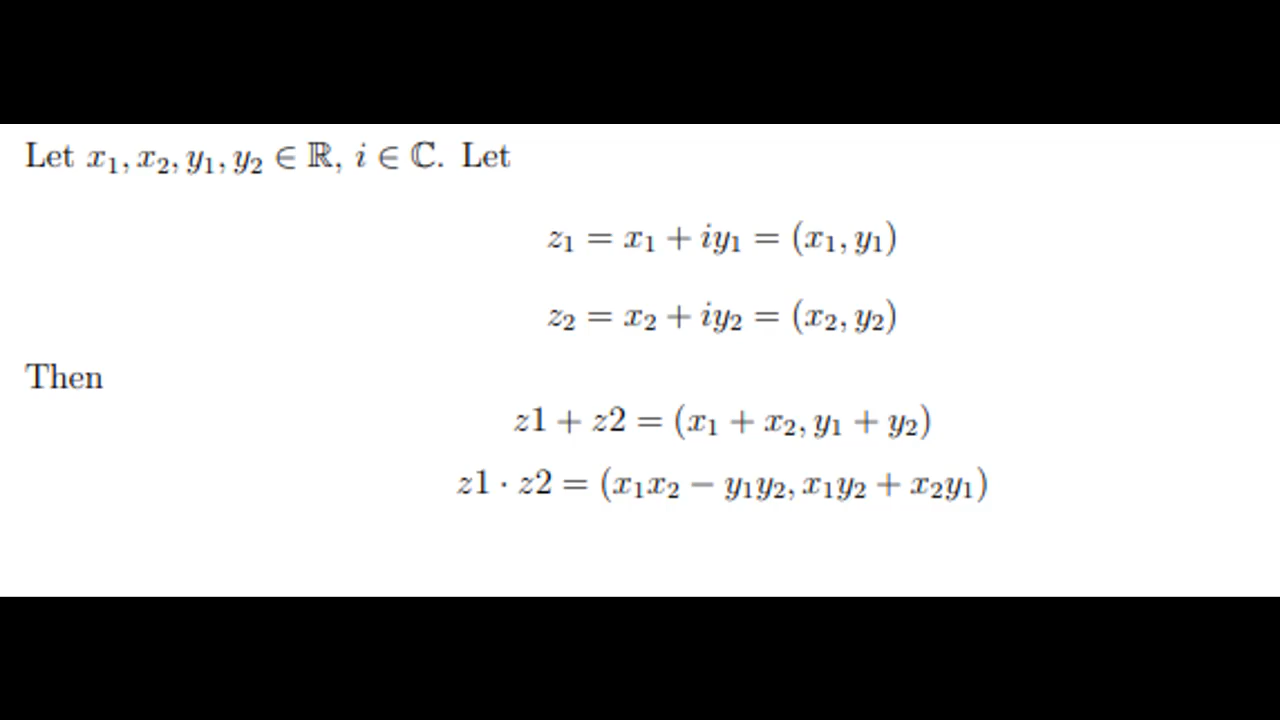 Let x₁, x₂, y₁, y₂ ∈ ℝ, i ∈ ℂ. Let
z₁ = x₁ + iy₁ = (x₁, y₁)
z₂ = x₂ + iy₂ = (x₂, y₂)
Then
z1 + z2 = (x₁ + x₂, y₁ + y₂)
z1 · z2 = (x₁x₂ − y₁y₂, x₁y₂ + x₂y₁)